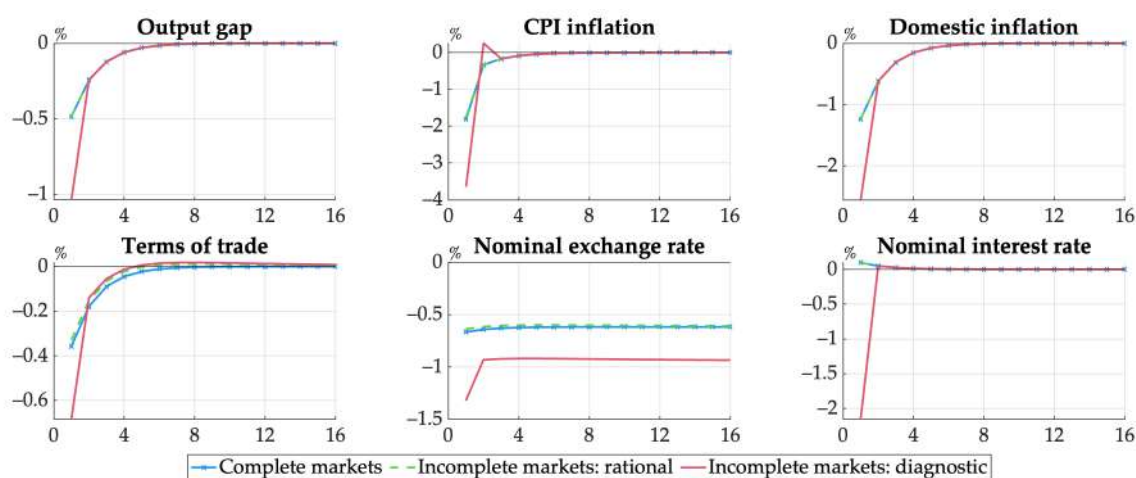 Output gap
%
0
−0.5
−1
0 4 8 12 16
CPI inflation
%
0
−1
−2
−3
−4
0 4 8 12 16
Domestic inflation
%
0
−1
−2
0 4 8 12 16
Terms of trade
%
0
−0.2
−0.4
−0.6
0 4 8 12 16
Nominal exchange rate
%
0
−0.5
−1
−1.5
0 4 8 12 16
Nominal interest rate
%
0
−0.5
−1
−1.5
−2
0 4 8 12 16
Complete markets Incomplete markets: rational Incomplete markets: diagnostic